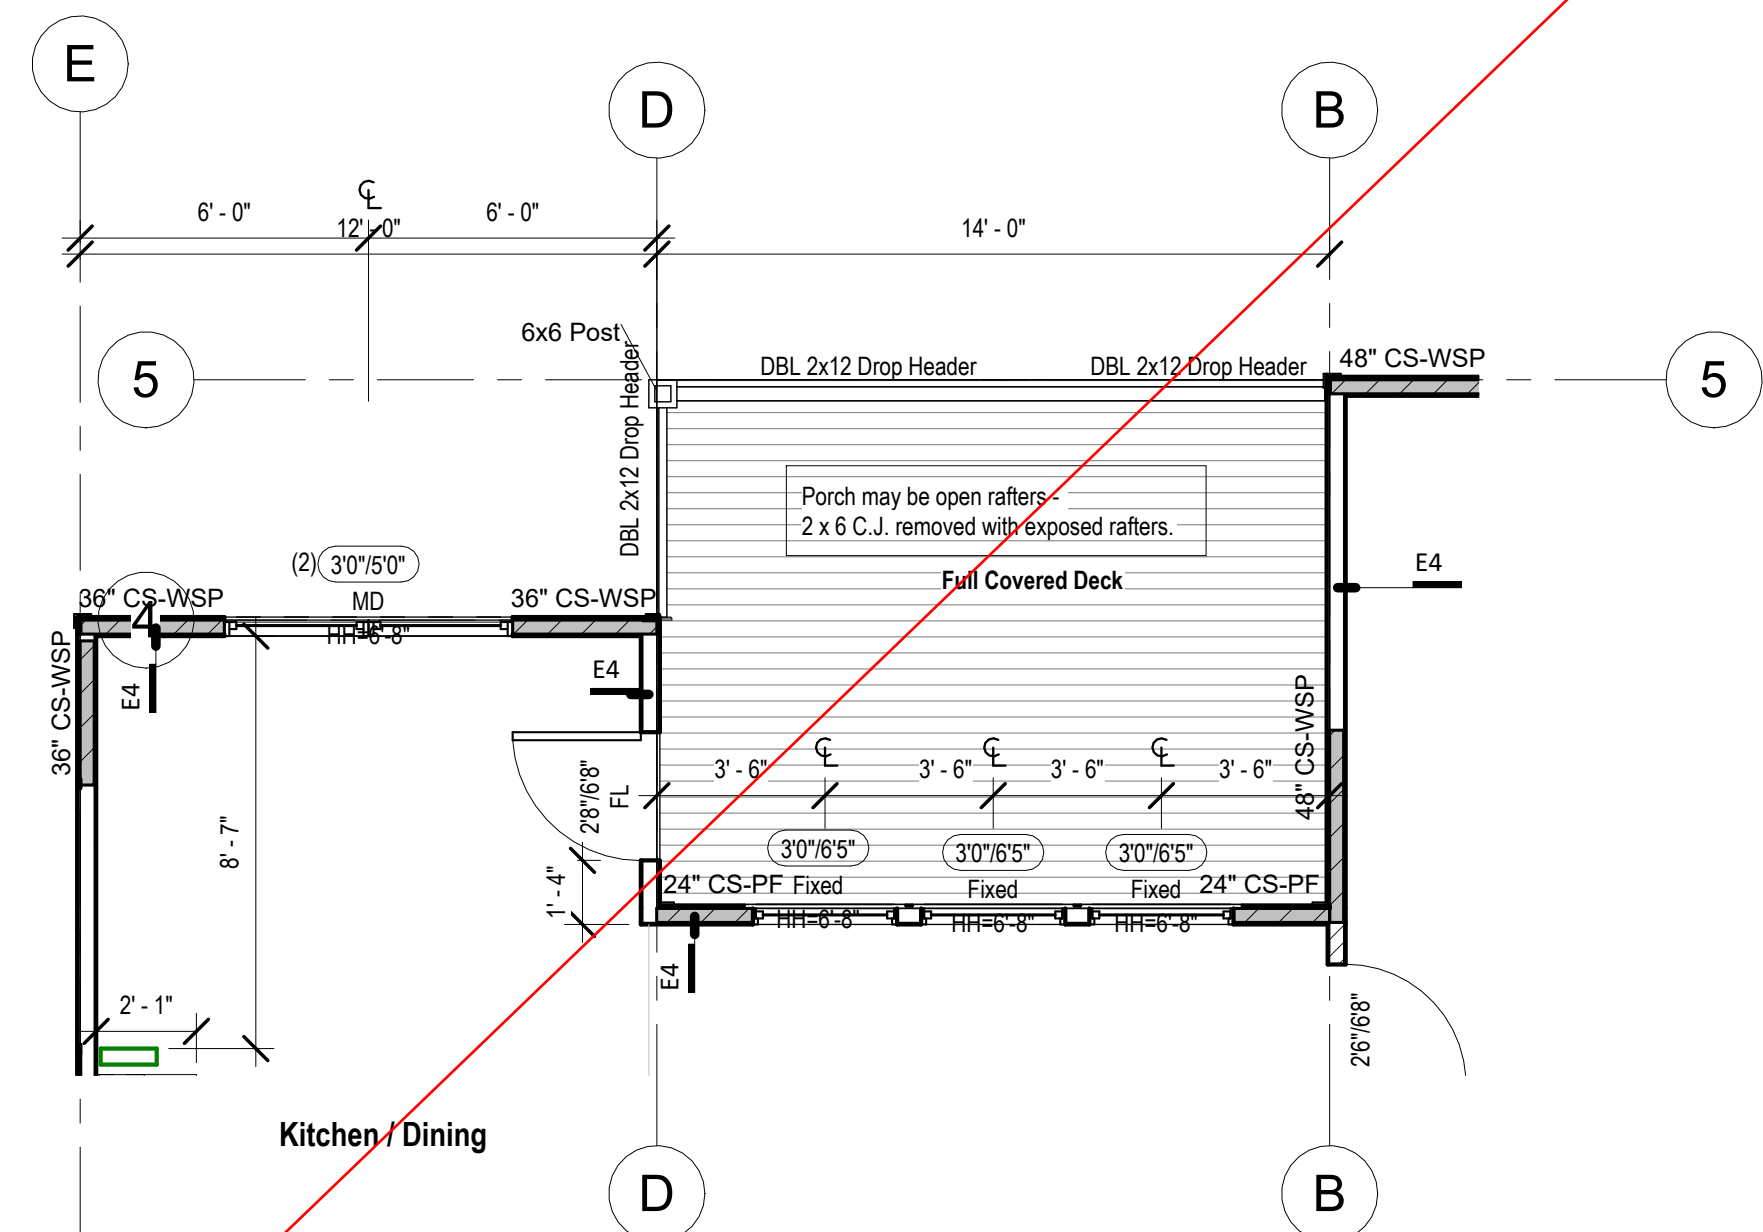 E
D
B
6' - 0"
℄
6' - 0"
12' - 0"
14' - 0"
6x6 Post
5
DBL 2x12 Drop Header
DBL 2x12 Drop Header
DBL 2x12 Drop Header
48" CS-WSP
5
Porch may be open rafters -
2 x 6 C.J. removed with exposed rafters.
Full Covered Deck
E4
(2) 3'0"/5'0"
MD
HH=6'-8"
36" CS-WSP
4
36" CS-WSP
36" CS-WSP
E4
E4
48" CS-WSP
℄
℄
℄
3' - 6"
3' - 6"
3' - 6"
3' - 6"
2'8"/6'8"
FL
8' - 7"
1' - 4"
3'0"/6'5"
3'0"/6'5"
3'0"/6'5"
24" CS-PF
Fixed
Fixed
Fixed
24" CS-PF
HH=6'-8"
HH=6'-8"
HH=6'-8"
E4
2' - 1"
2'6"/6'8"
Kitchen / Dining
D
B